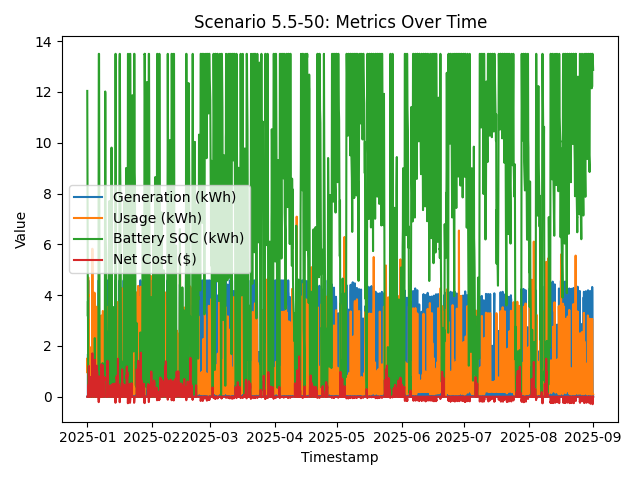 Scenario 5.5-50: Metrics Over Time
Value
14
12
10
8
6
4
2
0
Generation (kWh)
Usage (kWh)
Battery SOC (kWh)
Net Cost ($)
2025-01 2025-02 2025-03 2025-04 2025-05 2025-06 2025-07 2025-08 2025-09
Timestamp